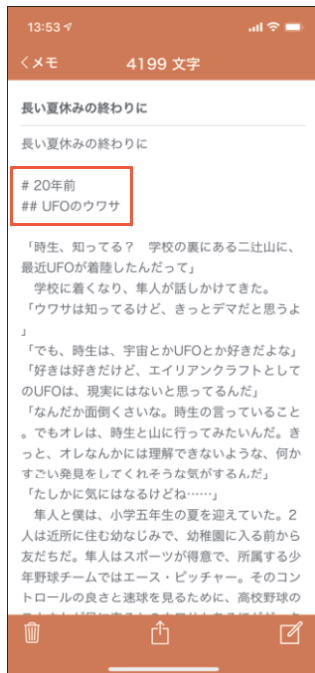 13:53
メモ
4199 文字
長い夏休みの終わりに
長い夏休みの終わりに
# 20年前
## UFOのウワサ
「時生、知ってる？　学校の裏にある二辻山に、
最近UFOが着陸したんだって」
　学校に着くなり、隼人が話しかけてきた。
「ウワサは知ってるけど、きっとデマだと思うよ
」
「でも、時生は、宇宙とかUFOとか好きだよな」
「好きは好きだけど、エイリアンクラフトとして
のUFOは、現実にはないと思ってるんだ」
「なんだか面倒くさいな。時生の言っていること
。でもオレは、時生と山に行ってみたいんだ。き
っと、オレなんかには理解できないような、何か
すごい発見をしてくれそうな気がするんだ」
「たしかに気にはなるけどね……」
　隼人と僕は、小学五年生の夏を迎えていた。2
人は近所に住む幼なじみで、幼稚園に入る前から
友だちだ。隼人はスポーツが得意で、所属する少
年野球チームではエース・ピッチャー。そのコン
トロールの良さと速球を見るために、高校野球の